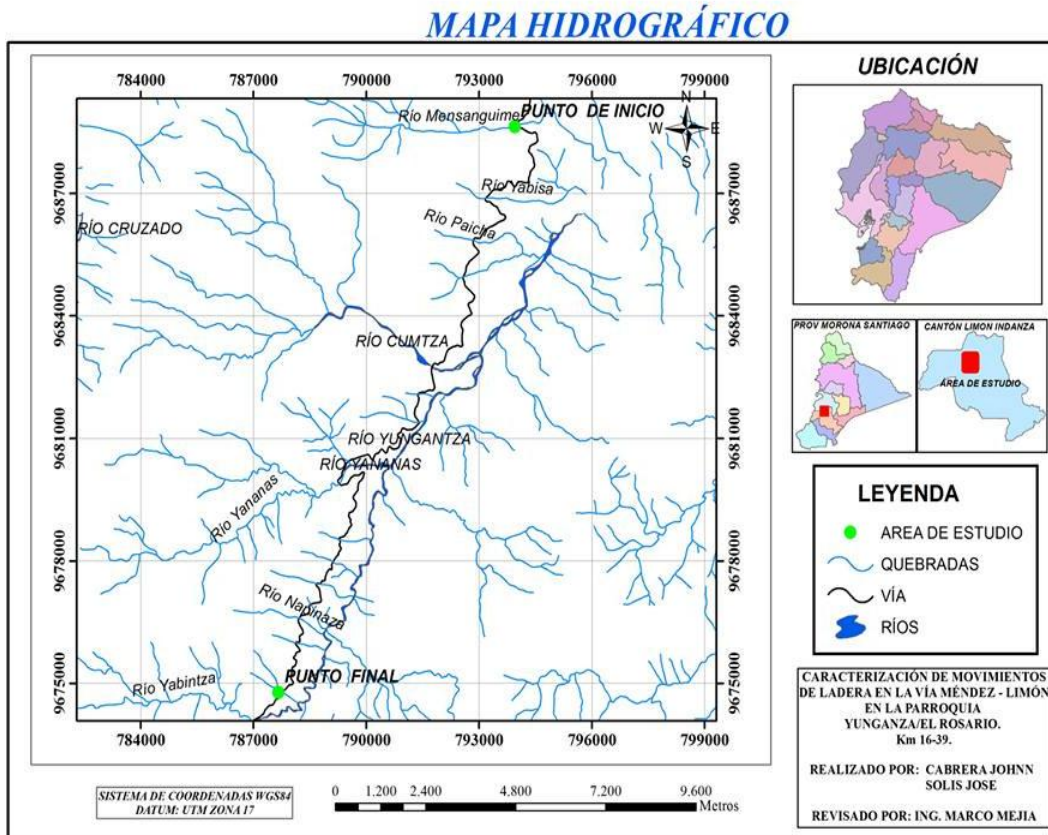 MAPA HIDROGRÁFICO
784000 787000 790000 793000 796000 799000
9687000
9684000
9681000
9678000
9675000
9687000
9684000
9681000
9678000
9675000
Río Mensanguime
PUNTO DE INICIO
N
W E
S
Río Yabisa
Río Paicha
RÍO CRUZADO
RÍO CUMTZA
RÍO YUNGANTZA
RÍO YANANAS
Río Yananas
Río Napinaza
PUNTO FINAL
Río Yabintza
784000 787000 790000 793000 796000 799000
SISTEMA DE COORDENADAS WGS84
DATUM: UTM ZONA 17
0 1.200 2.400 4.800 7.200 9.600
Metros
UBICACIÓN
PROV MORONA SANTIAGO
CANTÓN LIMON INDANZA
ÁREA DE ESTUDIO
LEYENDA
AREA DE ESTUDIO
QUEBRADAS
VÍA
RÍOS
CARACTERIZACIÓN DE MOVIMIENTOS
DE LADERA EN LA VÍA MÉNDEZ - LIMÓN
EN LA PARROQUIA
YUNGANZA/EL ROSARIO.
Km 16-39.
REALIZADO POR: CABRERA JOHNN
SOLIS JOSE
REVISADO POR: ING. MARCO MEJIA